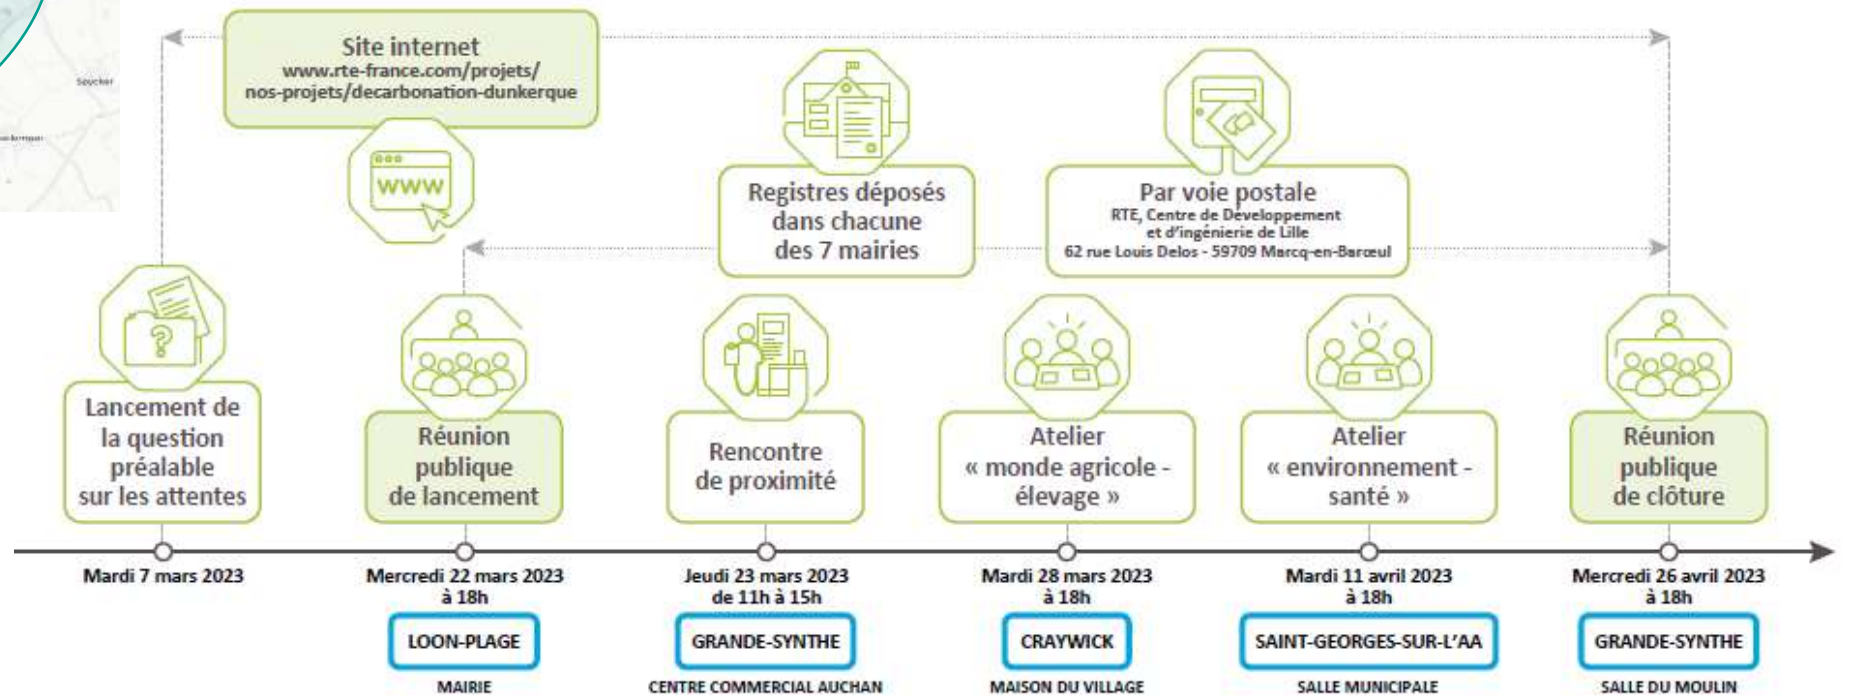 Spycker
Site internet
www.rte-france.com/projets/
nos-projets/decarbonation-dunkerque
www
Registres déposés
dans chacune
des 7 mairies
Par voie postale
RTE, Centre de Développement
et d'ingénierie de Lille
62 rue Louis Delos - 59709 Marcq-en-Barœul
Lancement de
la question
préalable
sur les attentes
Réunion
publique
de lancement
Rencontre
de proximité
Atelier
« monde agricole -
élevage »
Atelier
« environnement -
santé »
Réunion
publique
de clôture
Mardi 7 mars 2023
Mercredi 22 mars 2023
à 18h
LOON-PLAGE
MAIRIE
Jeudi 23 mars 2023
de 11h à 15h
GRANDE-SYNTHE
CENTRE COMMERCIAL AUCHAN
Mardi 28 mars 2023
à 18h
CRAYWICK
MAISON DU VILLAGE
Mardi 11 avril 2023
à 18h
SAINT-GEORGES-SUR-L'AA
SALLE MUNICIPALE
Mercredi 26 avril 2023
à 18h
GRANDE-SYNTHE
SALLE DU MOULIN